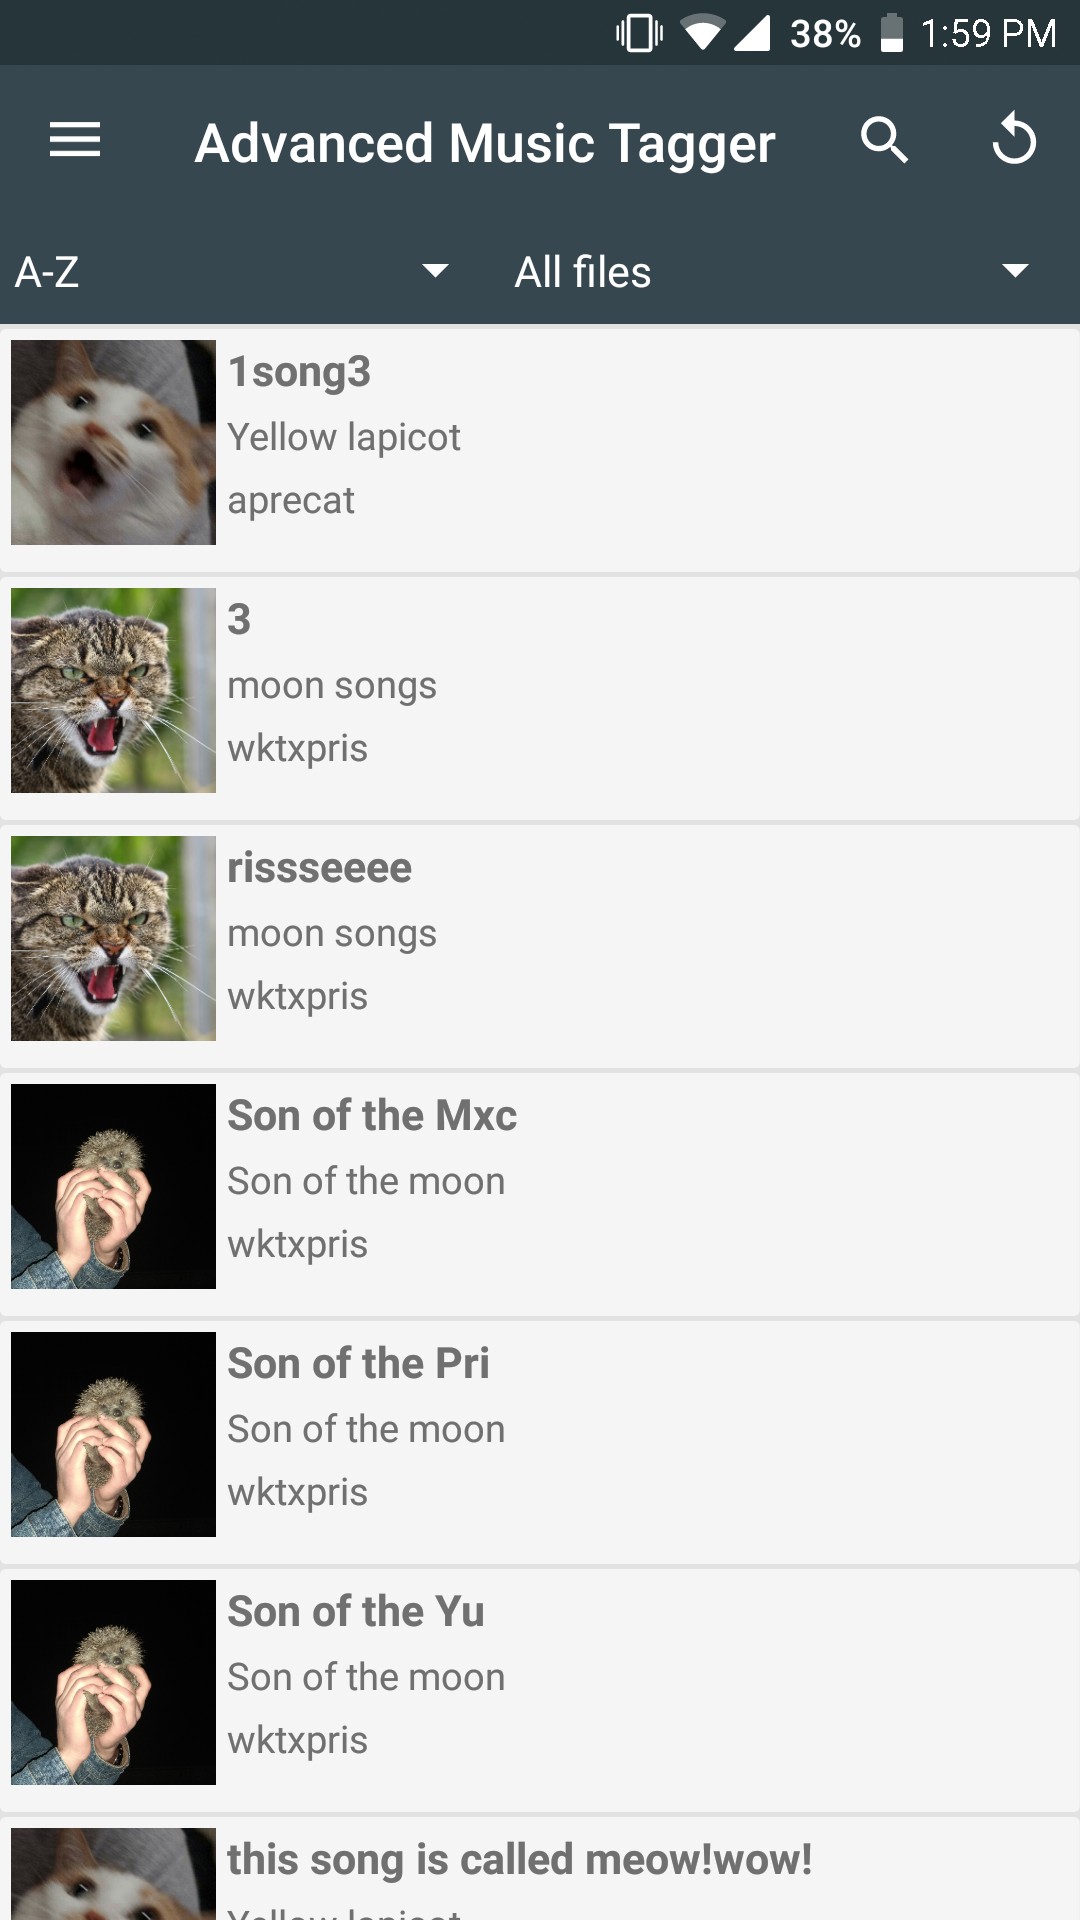 38% 1:59 PM
Advanced Music Tagger
A-Z All files
1song3
Yellow lapicot
aprecat
3
moon songs
wktxpris
rissseeee
moon songs
wktxpris
Son of the Mxc
Son of the moon
wktxpris
Son of the Pri
Son of the moon
wktxpris
Son of the Yu
Son of the moon
wktxpris
this song is called meow!wow!
Yellow lapicot